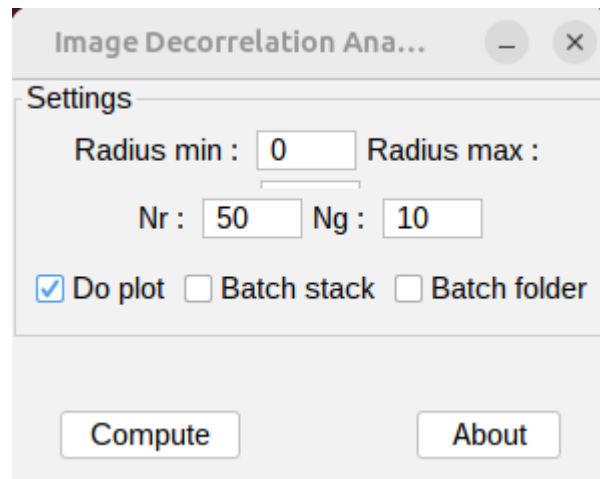 Image Decorrelation Ana...
Settings
Radius min : 0 Radius max :
Nr : 50 Ng : 10
Do plot Batch stack Batch folder
Compute About